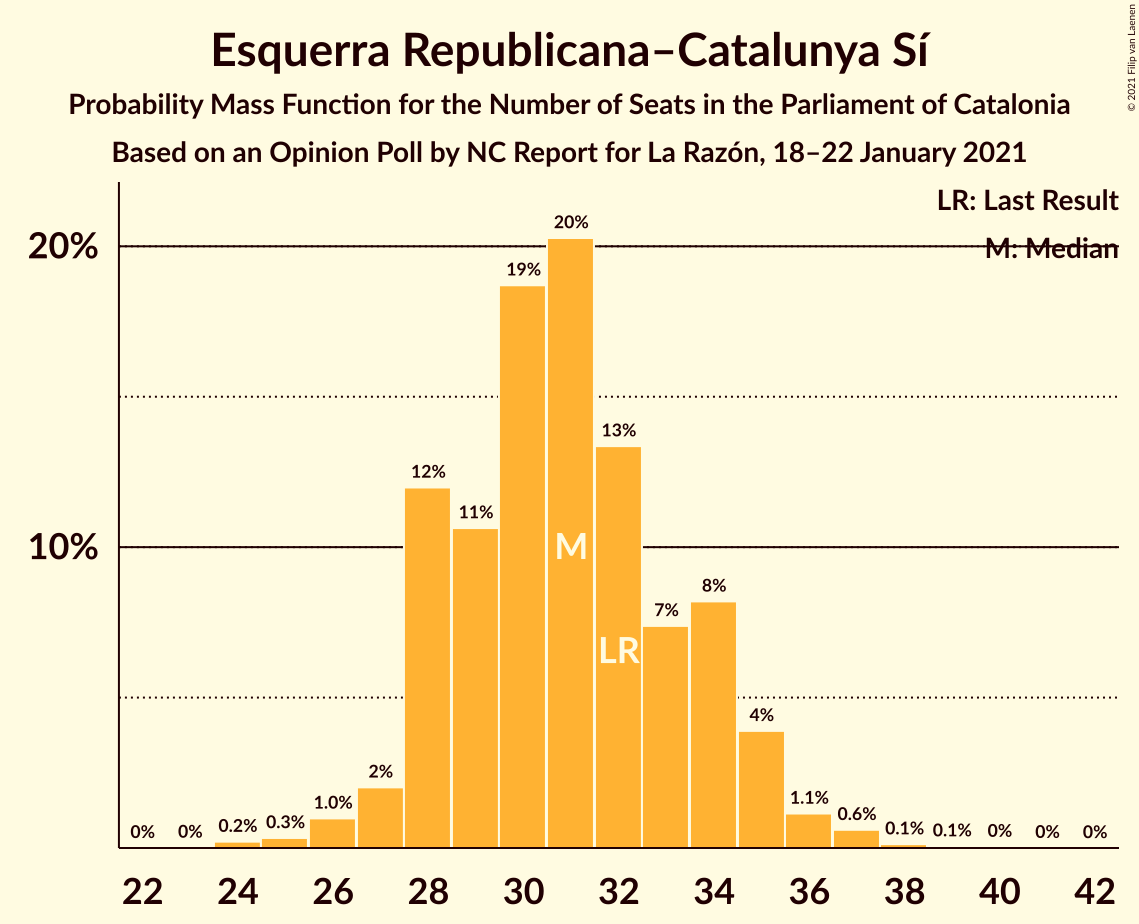 Esquerra Republicana–Catalunya Sí
Probability Mass Function for the Number of Seats in the Parliament of Catalonia
Based on an Opinion Poll by NC Report for La Razón, 18–22 January 2021
© 2021 Filip van Laenen
LR: Last Result
M: Median
20%
10%
0%
0%
0.2%
0.3%
1.0%
2%
12%
11%
19%
20%
13%
7%
8%
4%
1.1%
0.6%
0.1%
0.1%
0%
0%
0%
M
LR
22 24 26 28 30 32 34 36 38 40 42